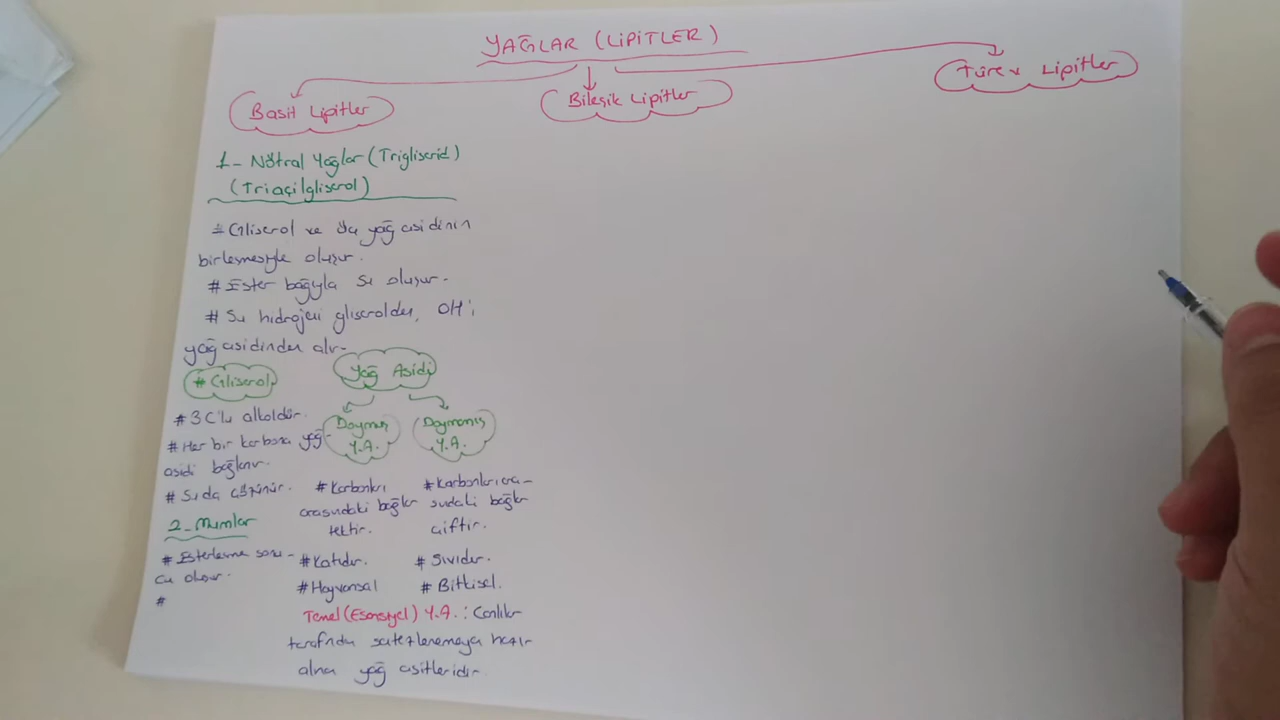 YAĞLAR (LİPİTLER)
Basit Lipitler
Bileşik Lipitler
Türev Lipitler
1- Nötral Yağlar (Trigliserid)
(Triaçilgliserol)
# Gliserol ve üç yağ asidinin
birleşmesiyle oluşur.
# Ester bağıyla su oluşur.
# Su hidrojeni gliserolden, OH'ı
yağ asidinden alır.
# Gliserol
# 3 C'lu alkoldür.
# Her bir karbona yağ
asidi bağlanır.
# Suda çözünür.
2- Mumlar
# Esterleşme sonu-
cu oluşur.
#
Yağ Asidi
Doymuş
Y.A.
# Karbonları
arasındaki bağlar
tektir.
# Katıdır.
# Hayvansal
Doymamış
Y.A.
# Karbonları ara-
sındaki bağlar
çiftir.
# Sıvıdır.
# Bitkisel.
Temel (Esansiyel) Y.A. : Canlılar
tarafından sentezlenemeyen hazır
alınan yağ asitleridir.